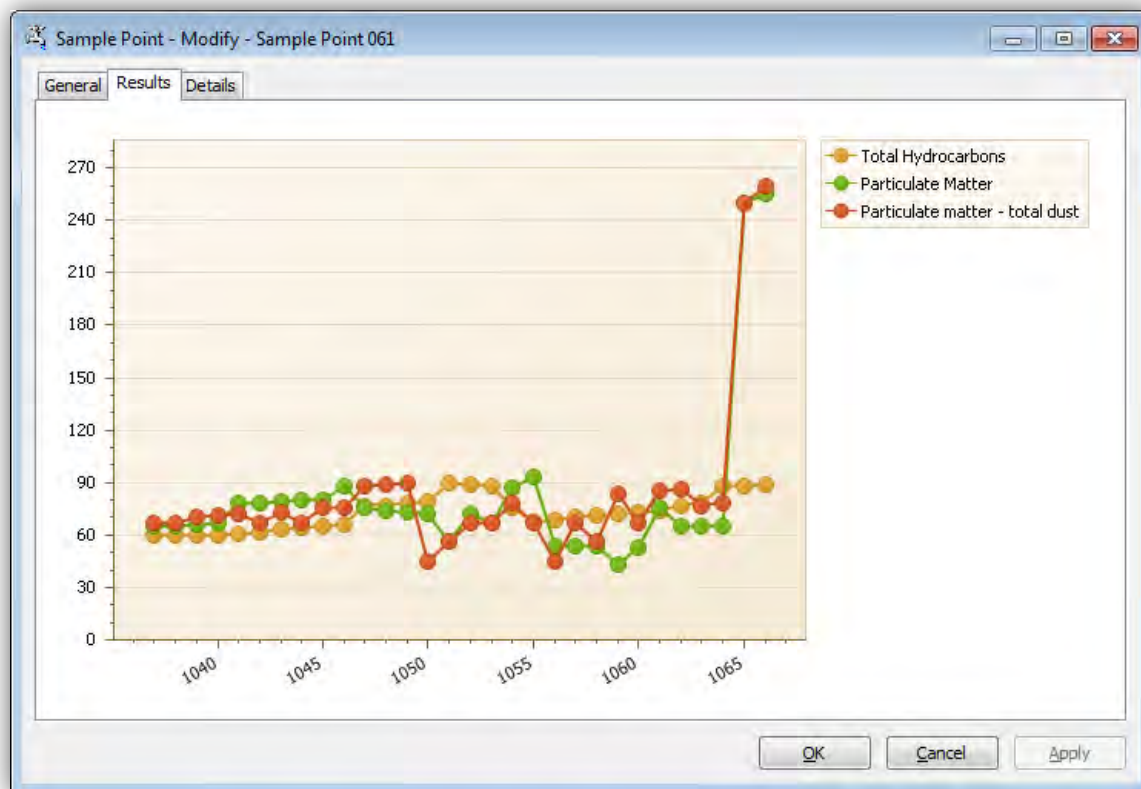 Sample Point - Modify - Sample Point 061
General Results Details
270
240
210
180
150
120
90
60
30
0
1040 1045 1050 1055 1060 1065
Total Hydrocarbons
Particulate Matter
Particulate matter - total dust
OK Cancel Apply